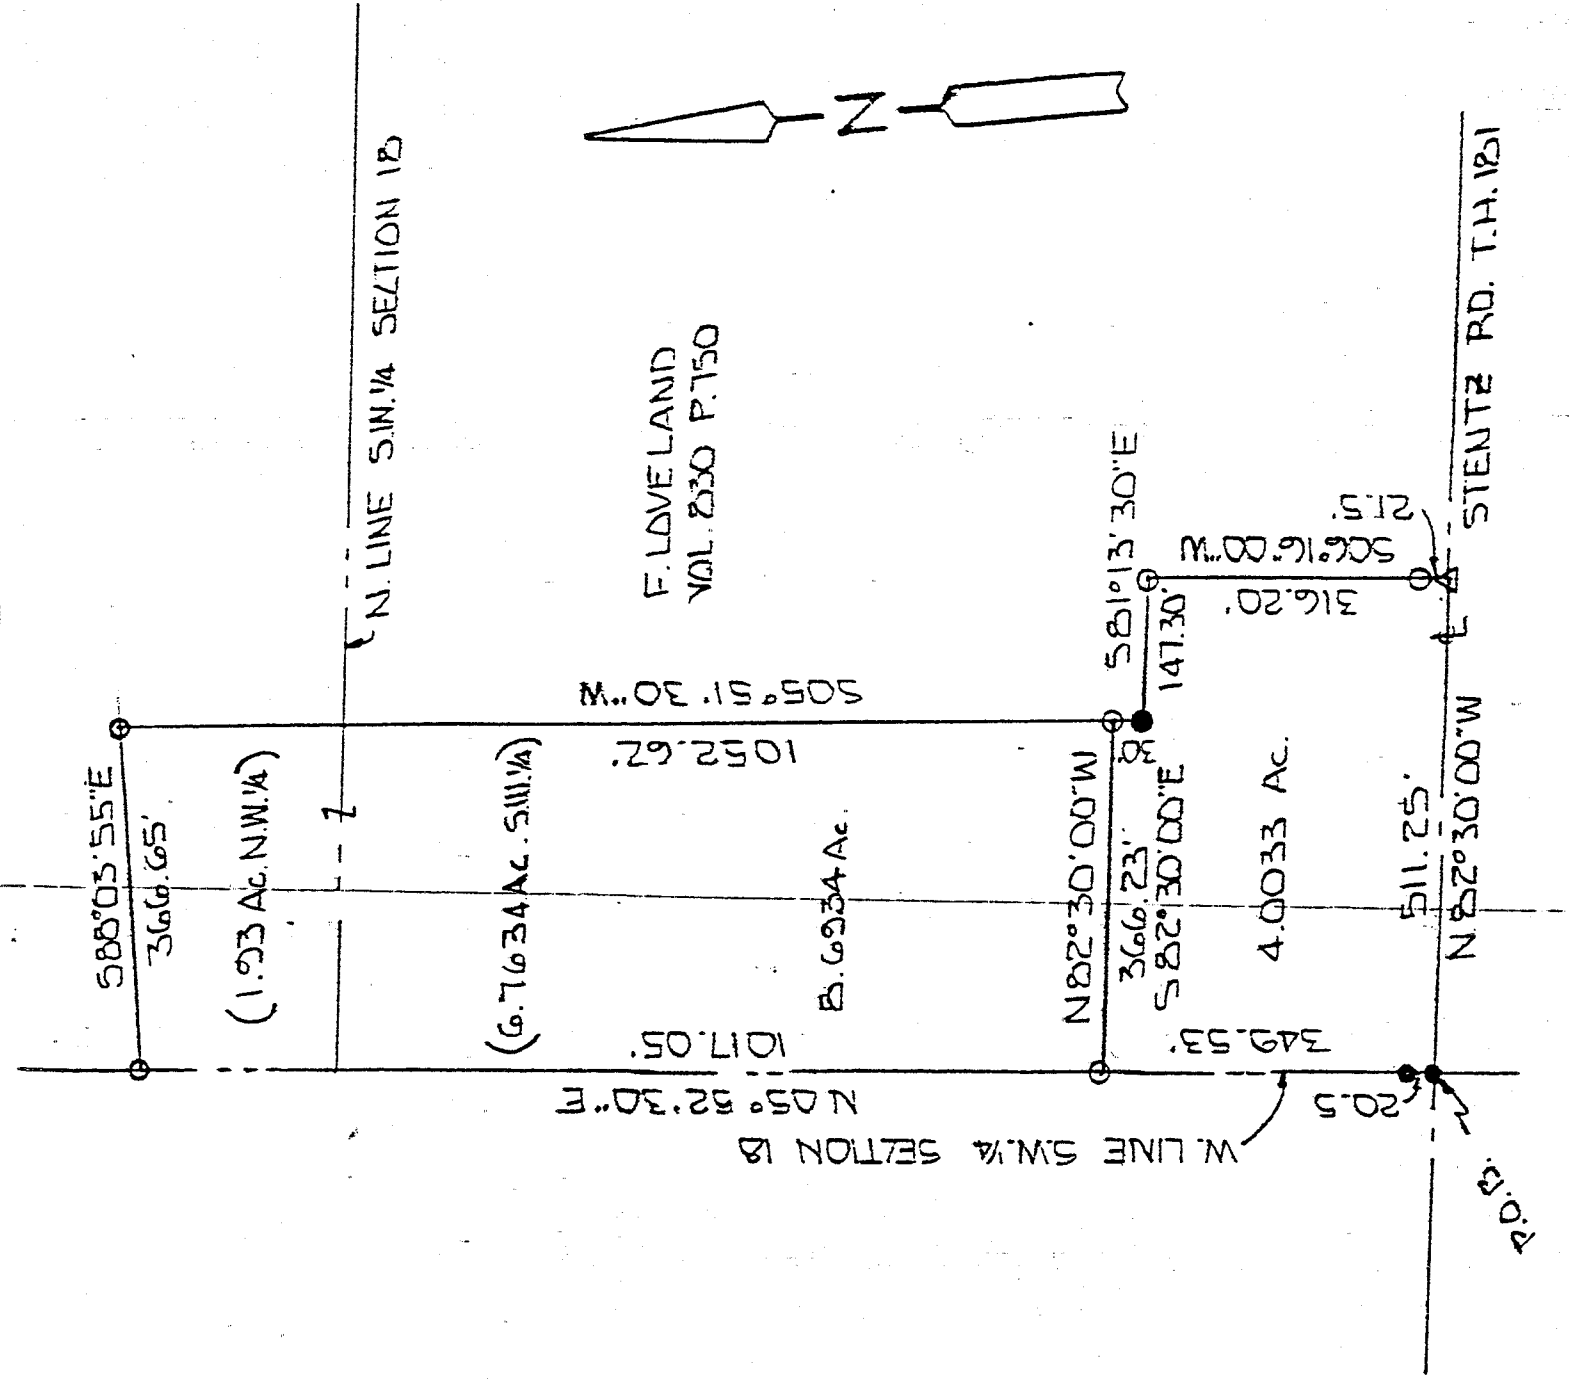 N
N. LINE S.W. 1/4 SECTION 18
S88°03'55"E
366.65'
(1.93 Ac. N.W. 1/4)
(6.7634 Ac. S.W. 1/4)
8.6934 Ac.
S05°51'30"W
1052.62'
F. LOVELAND
VOL. 830 P. 750
1017.05'
N 05°52'30"E
W. LINE S.W. 1/4 SECTION 18
N82°30'00"W
366.23'
S82°30'00"E
30'
S81°13'30"E
147.30'
S06°16'00"W
316.20'
21.5'
349.53'
4.0033 Ac.
20.5
511.25'
N82°30'00"W
STENTZ RD. T.H. 181
P.O.B.